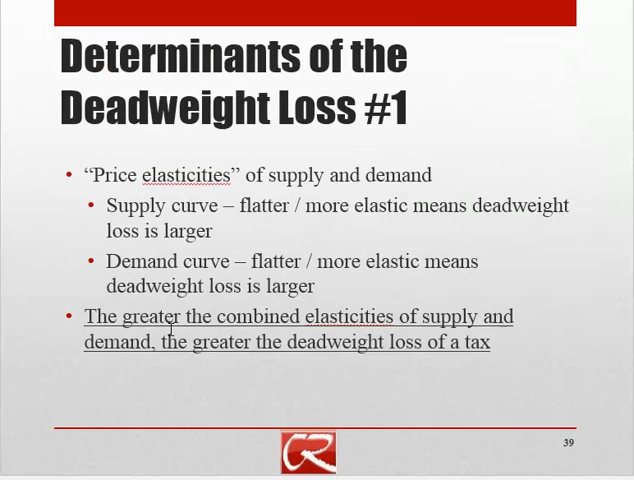 Determinants of the
Deadweight Loss #1
• “Price elasticities” of supply and demand
• Supply curve – flatter / more elastic means deadweight
loss is larger
• Demand curve – flatter / more elastic means
deadweight loss is larger
• The greater the combined elasticities of supply and
demand, the greater the deadweight loss of a tax
39
CR